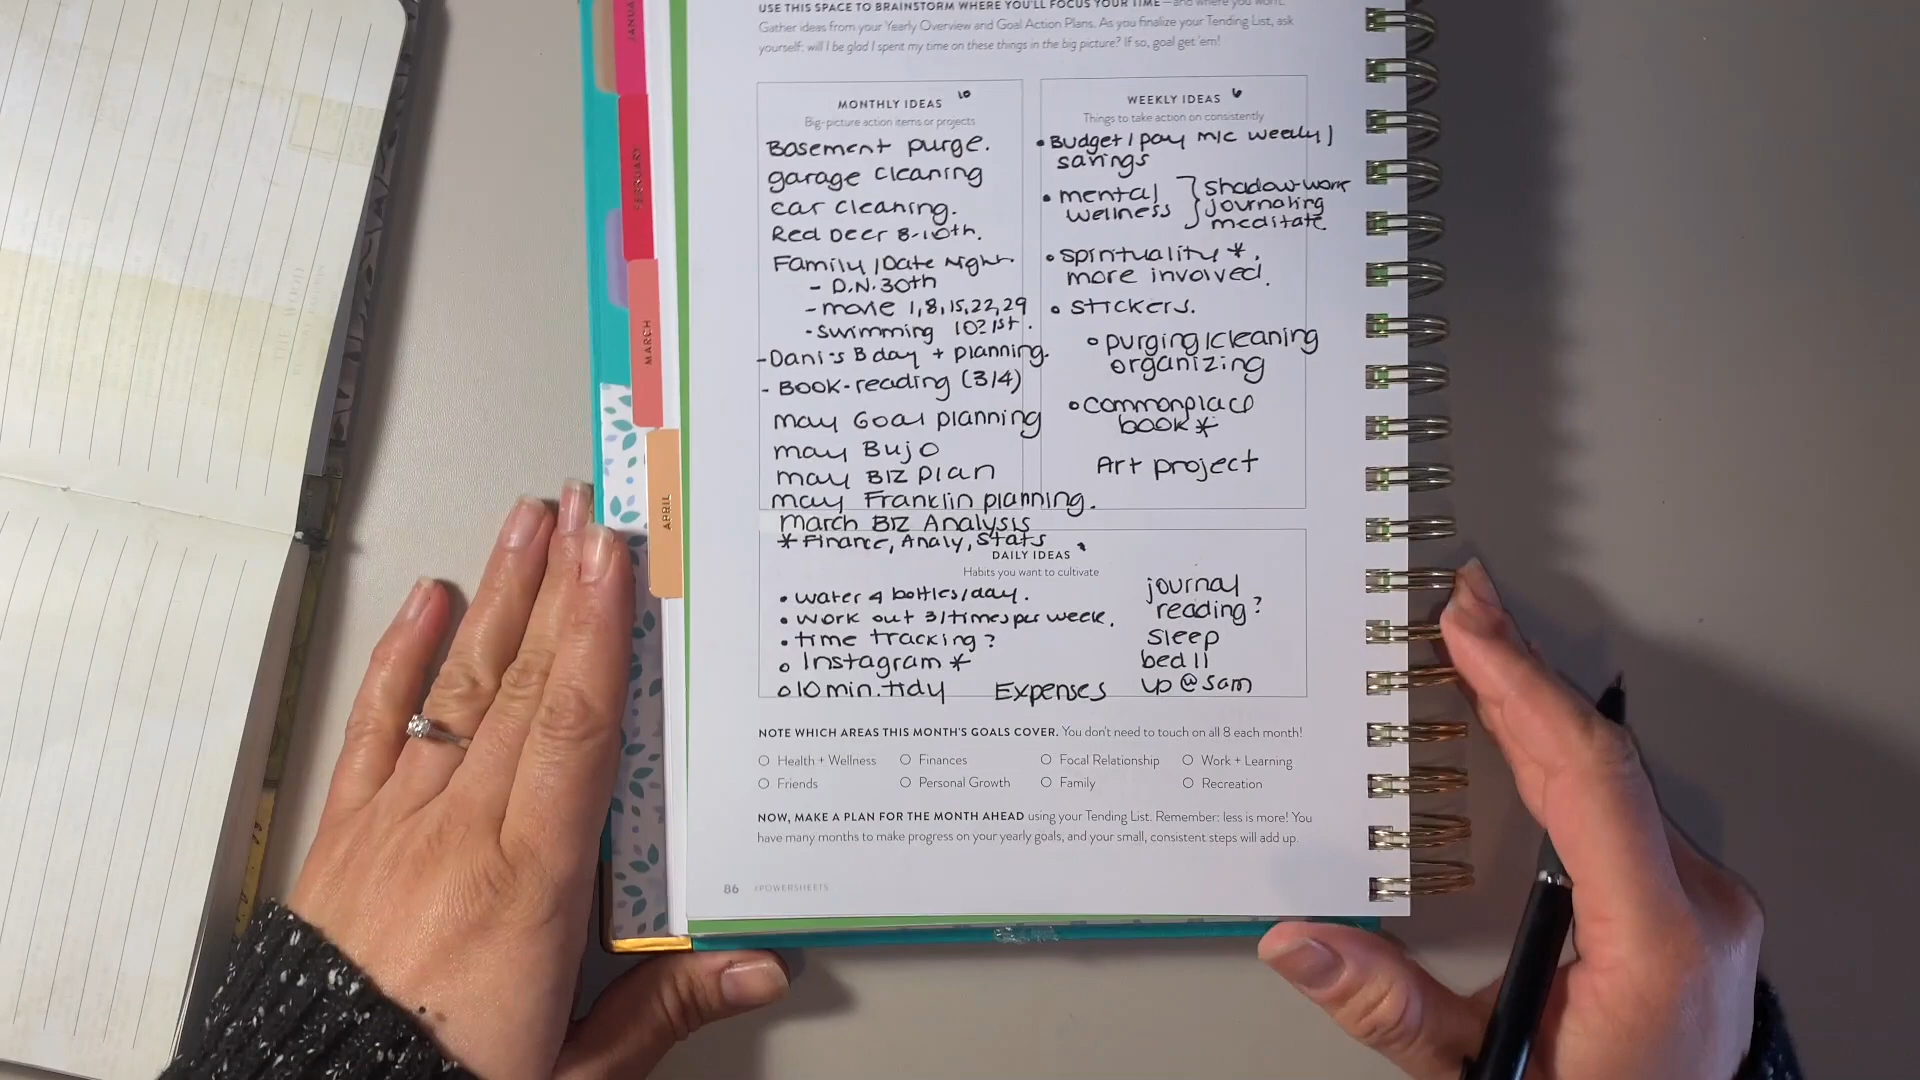 USE THIS SPACE TO BRAINSTORM WHERE YOU'LL FOCUS YOUR TIME—and where you won't.
Gather ideas from your Yearly Overview and Goal Action Plans. As you finalize your Tending List, ask
yourself: will I be glad I spent my time on these things in the big picture? If so, goal get 'em!
MONTHLY IDEAS 10
Big-picture action items or projects
Basement purge.
garage cleaning
car cleaning.
Red Deer 8-10th.
Family / Date Night.
- D.N. 30th
- movie 1,8,15,22,29
- swimming 10? 1st.
- Dani's B day + planning.
- Book-reading (3/4)
may Goal planning
may Bujo
may BIZ plan
may Franklin planning.
March BIZ Analysis
* Finance, Analy, Stats
WEEKLY IDEAS 6
Things to take action on consistently
• Budget / pay m/c weekly /
savings
• mental } shadow-work
wellness journaling
meditate.
• spirituality *.
more involved.
• stickers.
• purging/cleaning
organizing
• commonplace
book *
Art project
DAILY IDEAS
Habits you want to cultivate
• water 4 bottles/day.
• work out 3/times per week.
• time tracking?
• Instagram *
• 10 min. tidy
Expenses
journal
reading?
sleep
bed 11
up @ 5am
NOTE WHICH AREAS THIS MONTH'S GOALS COVER. You don't need to touch on all 8 each month!
Health + Wellness Finances Focal Relationship Work + Learning
Friends Personal Growth Family Recreation
NOW, MAKE A PLAN FOR THE MONTH AHEAD using your Tending List. Remember: less is more! You
have many months to make progress on your yearly goals, and your small, consistent steps will add up.
86 #POWERSHEETS
FEBRUARY
MARCH
APRIL